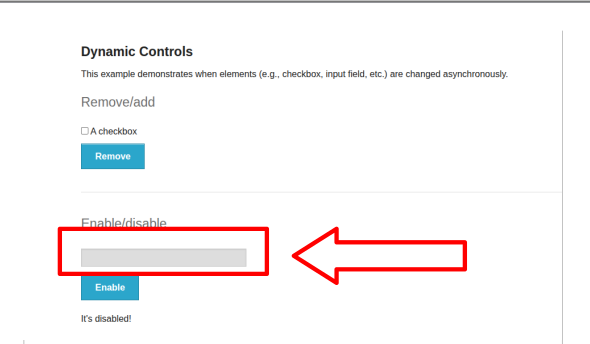 Dynamic Controls
This example demonstrates when elements (e.g., checkbox, input field, etc.) are changed asynchronously.
Remove/add
A checkbox
Remove
Enable/disable
Enable
It's disabled!